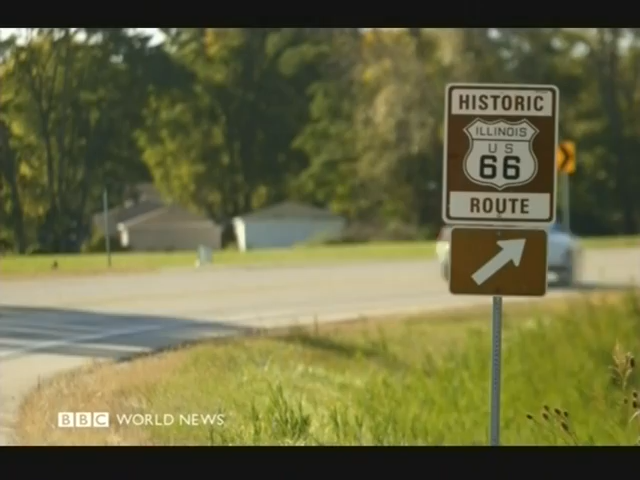 HISTORIC
ILLINOIS
US
66
ROUTE
BBC WORLD NEWS